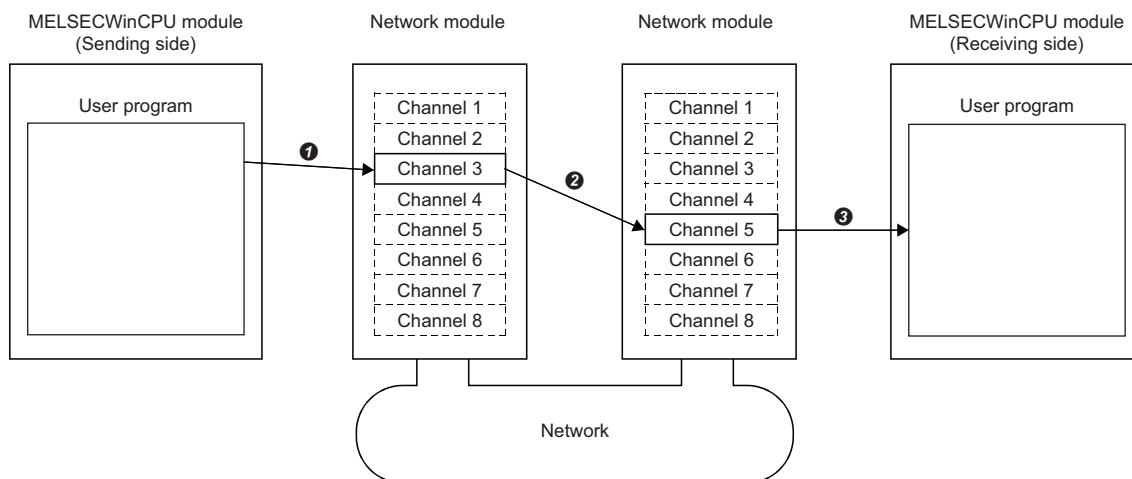 MELSECWinCPU module
(Sending side)
Network module
Network module
MELSECWinCPU module
(Receiving side)
User program
Channel 1
Channel 2
Channel 3
Channel 4
Channel 5
Channel 6
Channel 7
Channel 8
Channel 1
Channel 2
Channel 3
Channel 4
Channel 5
Channel 6
Channel 7
Channel 8
User program
❶
❷
❸
Network